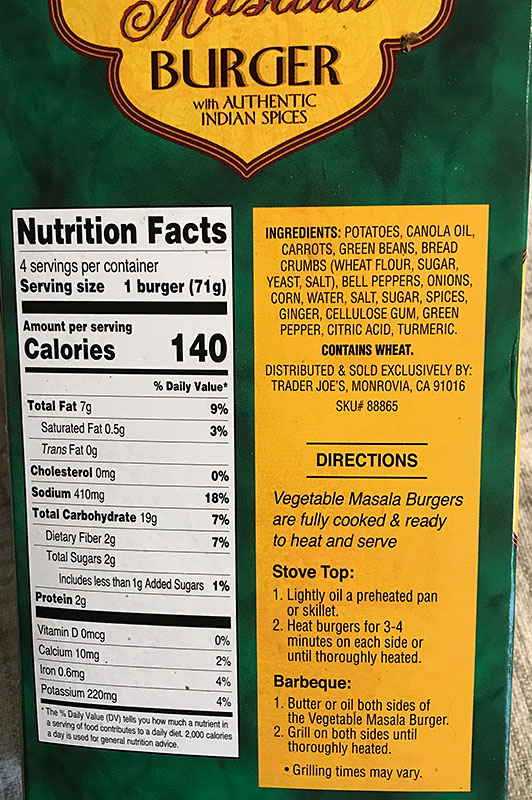 Masala
BURGER
with AUTHENTIC
INDIAN SPICES
Nutrition Facts
4 servings per container
Serving size 1 burger (71g)
Amount per serving
Calories 140
% Daily Value*
Total Fat 7g 9%
Saturated Fat 0.5g 3%
Trans Fat 0g
Cholesterol 0mg 0%
Sodium 410mg 18%
Total Carbohydrate 19g 7%
Dietary Fiber 2g 7%
Total Sugars 2g
Includes less than 1g Added Sugars 1%
Protein 2g
Vitamin D 0mcg 0%
Calcium 10mg 2%
Iron 0.6mg 4%
Potassium 220mg 4%
* The % Daily Value (DV) tells you how much a nutrient in
a serving of food contributes to a daily diet. 2,000 calories
a day is used for general nutrition advice.
INGREDIENTS: POTATOES, CANOLA OIL,
CARROTS, GREEN BEANS, BREAD
CRUMBS (WHEAT FLOUR, SUGAR,
YEAST, SALT), BELL PEPPERS, ONIONS,
CORN, WATER, SALT, SUGAR, SPICES,
GINGER, CELLULOSE GUM, GREEN
PEPPER, CITRIC ACID, TURMERIC.
CONTAINS WHEAT.
DISTRIBUTED & SOLD EXCLUSIVELY BY:
TRADER JOE'S, MONROVIA, CA 91016
SKU# 88865
DIRECTIONS
Vegetable Masala Burgers
are fully cooked & ready
to heat and serve
Stove Top:
1. Lightly oil a preheated pan
or skillet.
2. Heat burgers for 3-4
minutes on each side or
until thoroughly heated.
Barbeque:
1. Butter or oil both sides of
the Vegetable Masala Burger.
2. Grill on both sides until
thoroughly heated.
• Grilling times may vary.